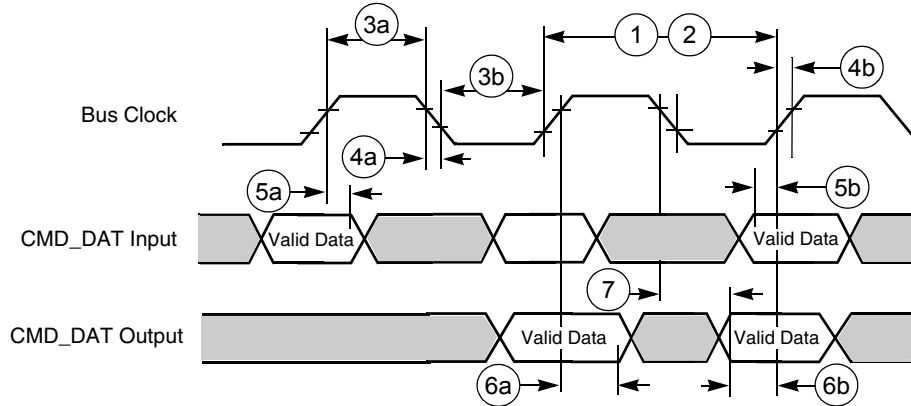 3a
1
2
3b
4b
Bus Clock
4a
5a
5b
CMD_DAT Input
Valid Data
Valid Data
7
CMD_DAT Output
Valid Data
Valid Data
6a
6b